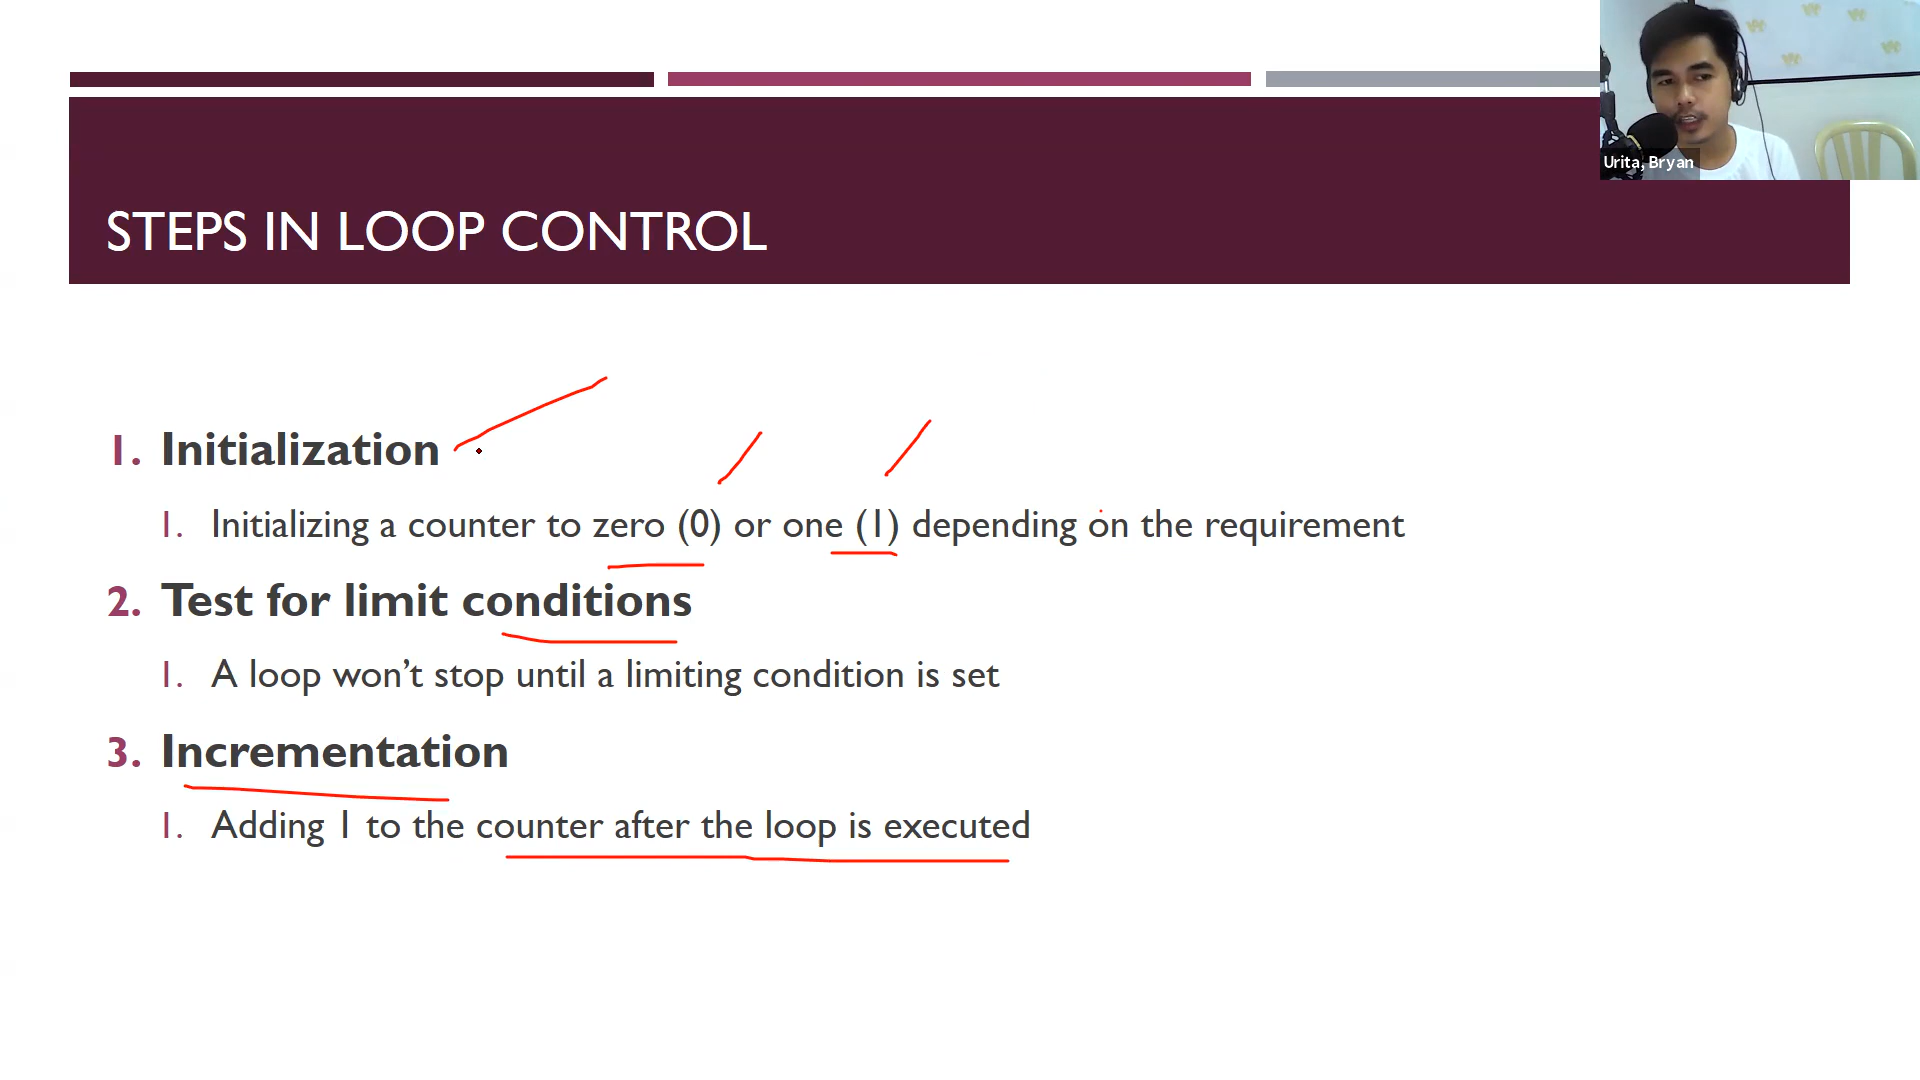 Urita, Bryan
STEPS IN LOOP CONTROL
1. Initialization
1. Initializing a counter to zero (0) or one (1) depending on the requirement
2. Test for limit conditions
1. A loop won’t stop until a limiting condition is set
3. Incrementation
1. Adding 1 to the counter after the loop is executed